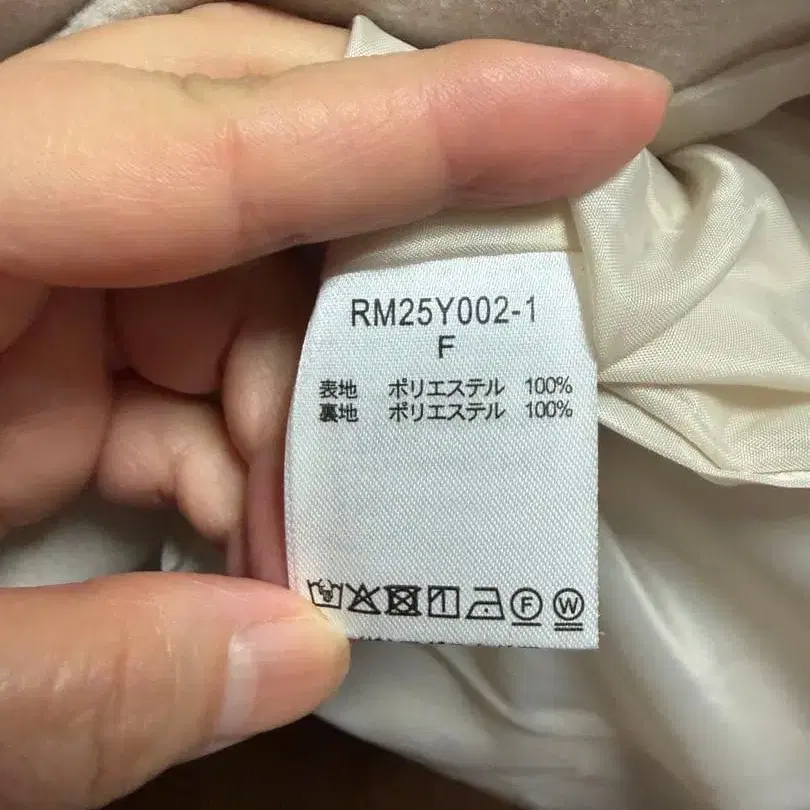 RM25Y002-1
F
表地 ポリエステル 100%
裏地 ポリエステル 100%
F W